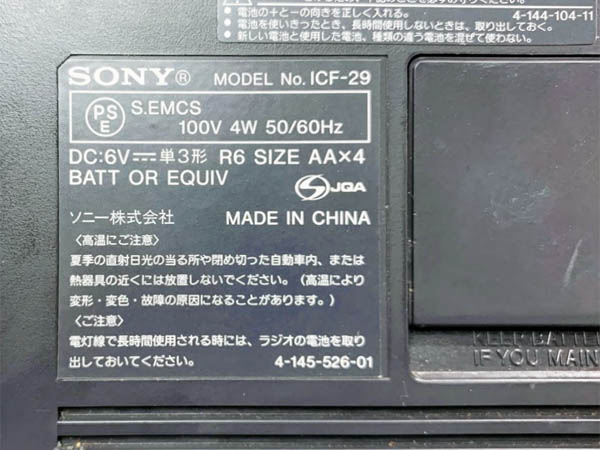 ●電池の＋と－の向きを正しく入れる。 4-144-104-11
●電池を使いきったとき、長時間使用しないときは、取り出しておく。
●新しい電池と使用した電池、種類の違う電池を混ぜて使わない。
SONY® MODEL No. ICF-29
PS E S.EMCS
100V 4W 50/60Hz
DC:6V⎓単3形 R6 SIZE AA×4
BATT OR EQUIV
JQA
ソニー株式会社 MADE IN CHINA
〈高温にご注意〉
夏季の直射日光の当る所や閉め切った自動車内、または
熱器具の近くには放置しないでください。（高温により
変形・変色・故障の原因になることがあります。）
〈ご注意〉
電灯線で長時間使用される時には、ラジオの電池を取り
出しておいてください。 4-145-526-01
KEEP BATTE
IF YOU MAIN